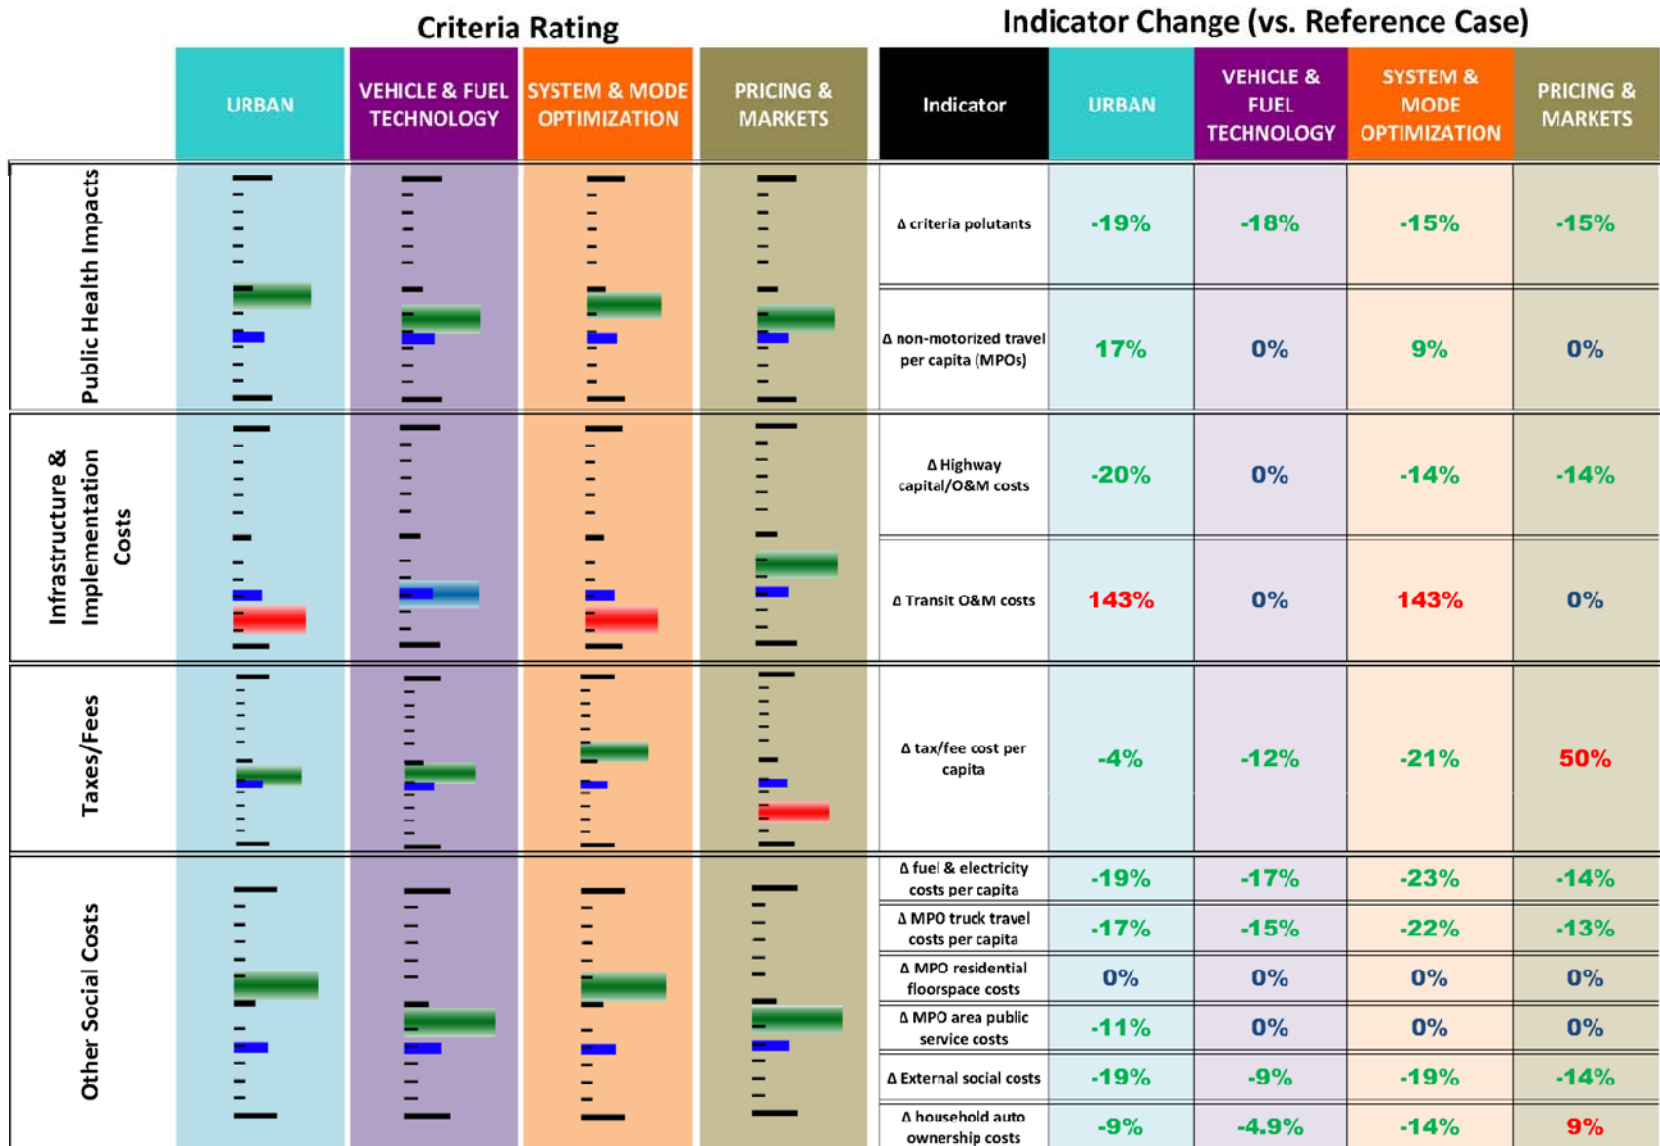 Criteria Rating
Indicator Change (vs. Reference Case)
URBAN
VEHICLE & FUEL
TECHNOLOGY
SYSTEM & MODE
OPTIMIZATION
PRICING &
MARKETS
Indicator
URBAN
VEHICLE &
FUEL
TECHNOLOGY
SYSTEM &
MODE
OPTIMIZATION
PRICING &
MARKETS
Public Health Impacts
Δ criteria polutants
-19%
-18%
-15%
-15%
Δ non-motorized travel
per capita (MPOs)
17%
0%
9%
0%
Infrastructure &
Implementation
Costs
Δ Highway
capital/O&M costs
-20%
0%
-14%
-14%
Δ Transit O&M costs
143%
0%
143%
0%
Taxes/Fees
Δ tax/fee cost per
capita
-4%
-12%
-21%
50%
Other Social Costs
Δ fuel & electricity
costs per capita
-19%
-17%
-23%
-14%
Δ MPO truck travel
costs per capita
-17%
-15%
-22%
-13%
Δ MPO residential
floorspace costs
0%
0%
0%
0%
Δ MPO area public
service costs
-11%
0%
0%
0%
Δ External social costs
-19%
-9%
-19%
-14%
Δ household auto
ownership costs
-9%
-4.9%
-14%
9%